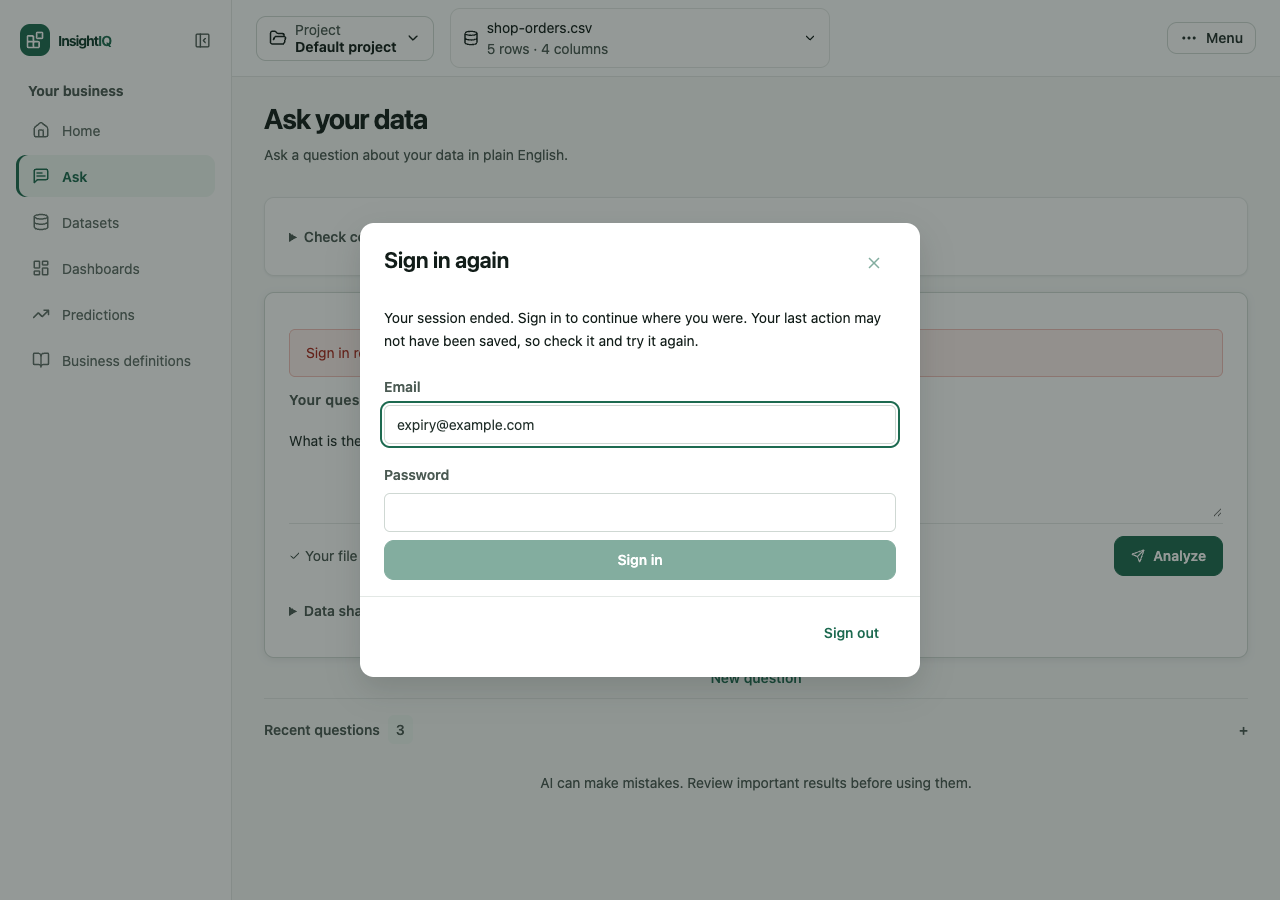 InsightIQ
Project
Default project
shop-orders.csv
5 rows · 4 columns
Menu
Your business
Home
Ask
Datasets
Dashboards
Predictions
Business definitions
Ask your data
Ask a question about your data in plain English.
Check
Sign in
Your
What is the
Your file
Analyze
Data
Sign in again
Your session ended. Sign in to continue where you were. Your last action may
not have been saved, so check it and try it again.
Email
expiry@example.com
Password
Sign in
Sign out
New question
Recent questions 3
+
AI can make mistakes. Review important results before using them.